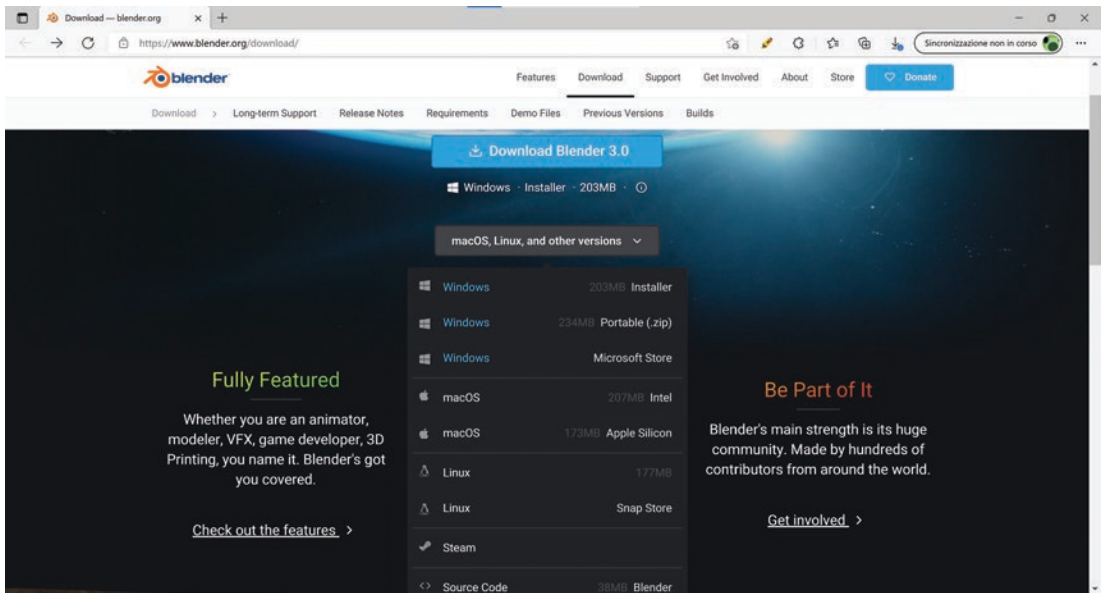 Download — blender.org
https://www.blender.org/download/
Sincronizzazione non in corso
blender
Features Download Support Get Involved About Store Donate
Download > Long-term Support Release Notes Requirements Demo Files Previous Versions Builds
Download Blender 3.0
Windows · Installer · 203MB ·
macOS, Linux, and other versions
Windows 203MB Installer
Windows 234MB Portable (.zip)
Windows Microsoft Store
macOS 207MB Intel
macOS 173MB Apple Silicon
Linux 177MB
Linux Snap Store
Steam
Source Code 38MB Blender
Fully Featured
Whether you are an animator,
modeler, VFX, game developer, 3D
Printing, you name it. Blender's got
you covered.
Check out the features >
Be Part of It
Blender's main strength is its huge
community. Made by hundreds of
contributors from around the world.
Get involved >